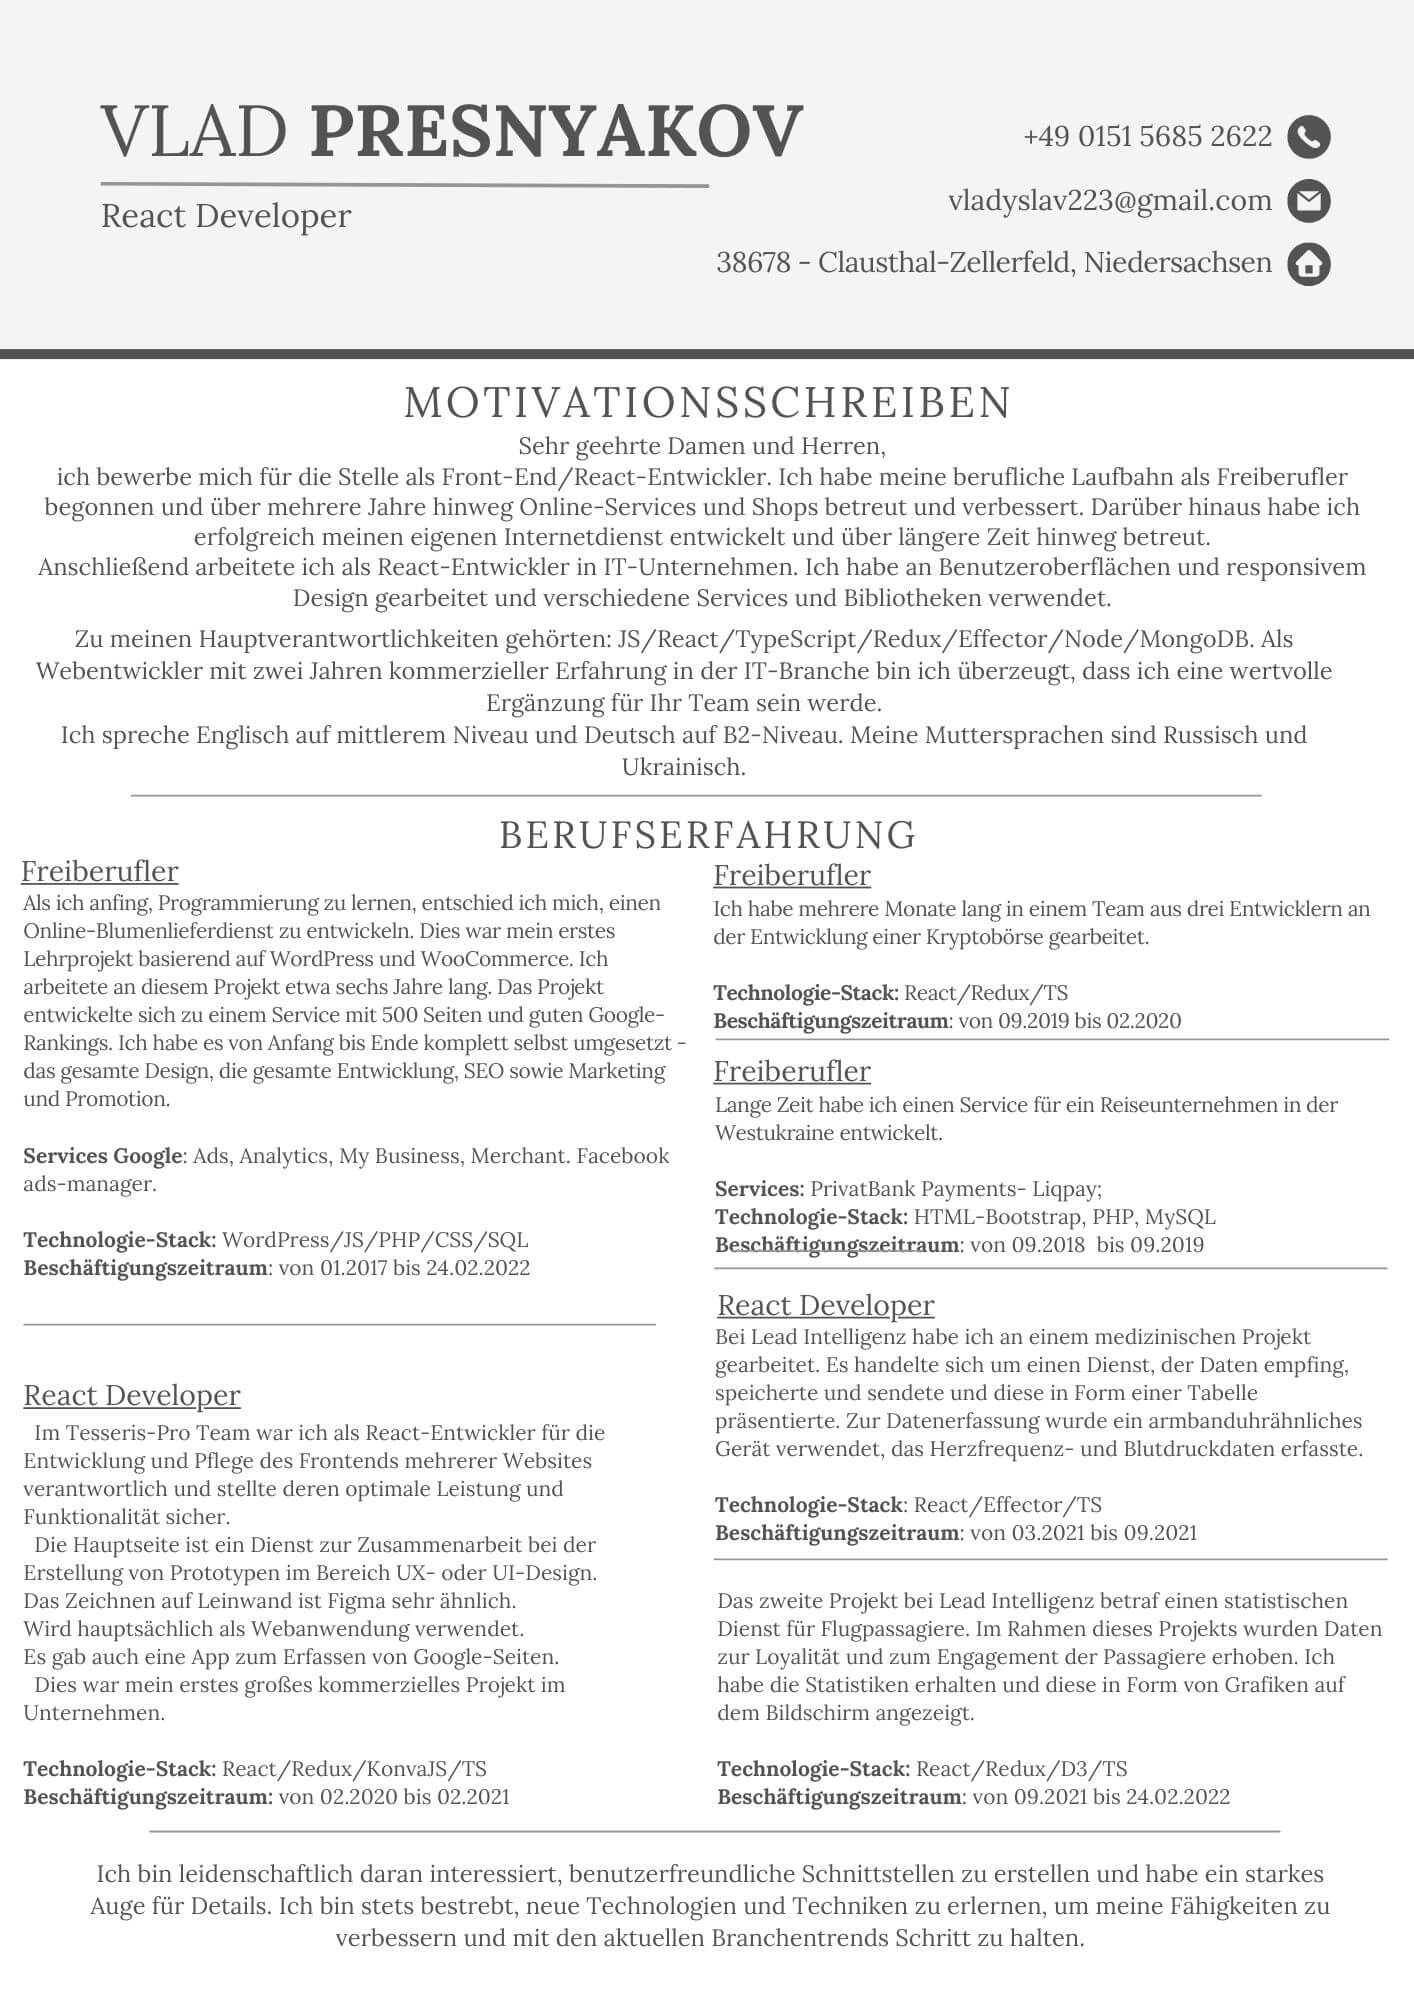 VLAD PRESNYAKOV
React Developer
+49 0151 5685 2622
vladyslav223@gmail.com
38678 - Clausthal-Zellerfeld, Niedersachsen
MOTIVATIONSSCHREIBEN
Sehr geehrte Damen und Herren,
ich bewerbe mich für die Stelle als Front-End/React-Entwickler. Ich habe meine berufliche Laufbahn als Freiberufler
begonnen und über mehrere Jahre hinweg Online-Services und Shops betreut und verbessert. Darüber hinaus habe ich
erfolgreich meinen eigenen Internetdienst entwickelt und über längere Zeit hinweg betreut.
Anschließend arbeitete ich als React-Entwickler in IT-Unternehmen. Ich habe an Benutzeroberflächen und responsivem
Design gearbeitet und verschiedene Services und Bibliotheken verwendet.
Zu meinen Hauptverantwortlichkeiten gehörten: JS/React/TypeScript/Redux/Effector/Node/MongoDB. Als
Webentwickler mit zwei Jahren kommerzieller Erfahrung in der IT-Branche bin ich überzeugt, dass ich eine wertvolle
Ergänzung für Ihr Team sein werde.
Ich spreche Englisch auf mittlerem Niveau und Deutsch auf B2-Niveau. Meine Muttersprachen sind Russisch und
Ukrainisch.
BERUFSERFAHRUNG
Freiberufler
Als ich anfing, Programmierung zu lernen, entschied ich mich, einen
Online-Blumenlieferdienst zu entwickeln. Dies war mein erstes
Lehrprojekt basierend auf WordPress und WooCommerce. Ich
arbeitete an diesem Projekt etwa sechs Jahre lang. Das Projekt
entwickelte sich zu einem Service mit 500 Seiten und guten Google-
Rankings. Ich habe es von Anfang bis Ende komplett selbst umgesetzt -
das gesamte Design, die gesamte Entwicklung, SEO sowie Marketing
und Promotion.
Services Google: Ads, Analytics, My Business, Merchant. Facebook
ads-manager.
Technologie-Stack: WordPress/JS/PHP/CSS/SQL
Beschäftigungszeitraum: von 01.2017 bis 24.02.2022
React Developer
Im Tesseris-Pro Team war ich als React-Entwickler für die
Entwicklung und Pflege des Frontends mehrerer Websites
verantwortlich und stellte deren optimale Leistung und
Funktionalität sicher.
Die Hauptseite ist ein Dienst zur Zusammenarbeit bei der
Erstellung von Prototypen im Bereich UX- oder UI-Design.
Das Zeichnen auf Leinwand ist Figma sehr ähnlich.
Wird hauptsächlich als Webanwendung verwendet.
Es gab auch eine App zum Erfassen von Google-Seiten.
Dies war mein erstes großes kommerzielles Projekt im
Unternehmen.
Technologie-Stack: React/Redux/KonvaJS/TS
Beschäftigungszeitraum: von 02.2020 bis 02.2021
Freiberufler
Ich habe mehrere Monate lang in einem Team aus drei Entwicklern an
der Entwicklung einer Kryptobörse gearbeitet.
Technologie-Stack: React/Redux/TS
Beschäftigungszeitraum: von 09.2019 bis 02.2020
Freiberufler
Lange Zeit habe ich einen Service für ein Reiseunternehmen in der
Westukraine entwickelt.
Services: PrivatBank Payments- Liqpay;
Technologie-Stack: HTML-Bootstrap, PHP, MySQL
Beschäftigungszeitraum: von 09.2018 bis 09.2019
React Developer
Bei Lead Intelligenz habe ich an einem medizinischen Projekt
gearbeitet. Es handelte sich um einen Dienst, der Daten empfing,
speicherte und sendete und diese in Form einer Tabelle
präsentierte. Zur Datenerfassung wurde ein armbanduhrähnliches
Gerät verwendet, das Herzfrequenz- und Blutdruckdaten erfasste.
Technologie-Stack: React/Effector/TS
Beschäftigungszeitraum: von 03.2021 bis 09.2021
Das zweite Projekt bei Lead Intelligenz betraf einen statistischen
Dienst für Flugpassagiere. Im Rahmen dieses Projekts wurden Daten
zur Loyalität und zum Engagement der Passagiere erhoben. Ich
habe die Statistiken erhalten und diese in Form von Grafiken auf
dem Bildschirm angezeigt.
Technologie-Stack: React/Redux/D3/TS
Beschäftigungszeitraum: von 09.2021 bis 24.02.2022
Ich bin leidenschaftlich daran interessiert, benutzerfreundliche Schnittstellen zu erstellen und habe ein starkes
Auge für Details. Ich bin stets bestrebt, neue Technologien und Techniken zu erlernen, um meine Fähigkeiten zu
verbessern und mit den aktuellen Branchentrends Schritt zu halten.